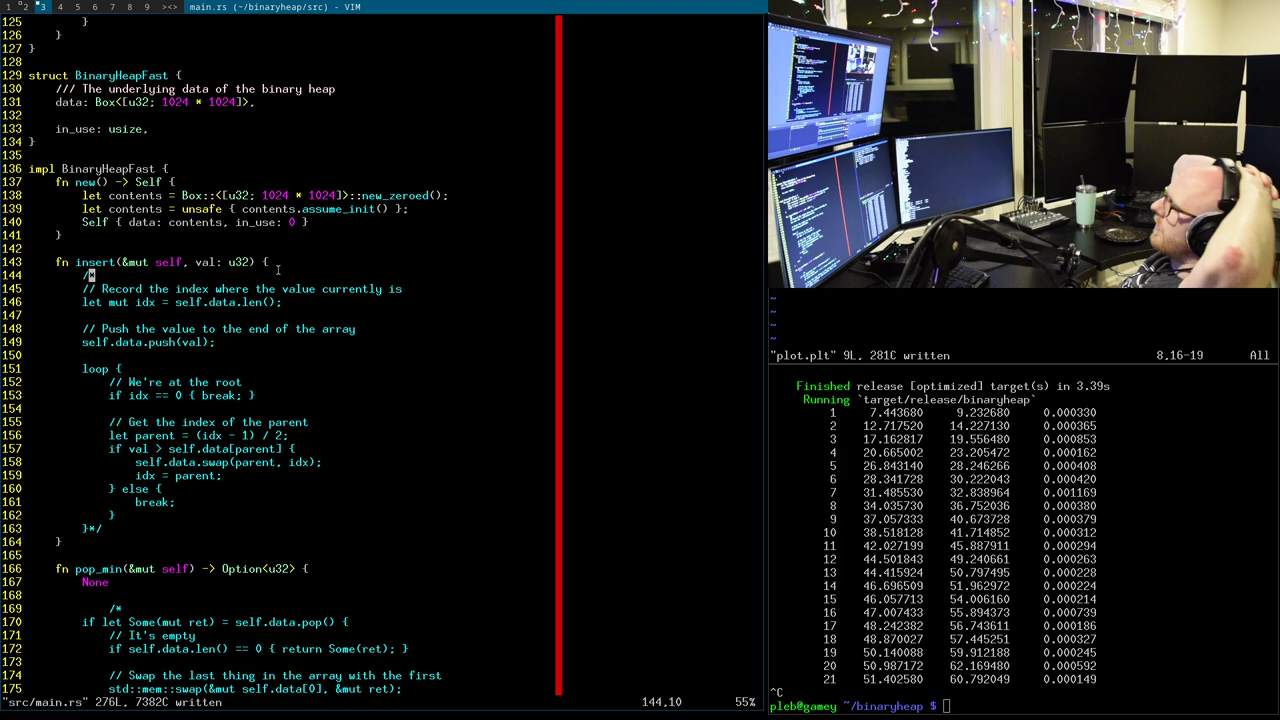 1 2 3 4 5 6 7 8 9 ><> main.rs (~/binaryheap/src) - VIM
125         }
126     }
127 }
128
129 struct BinaryHeapFast {
130     /// The underlying data of the binary heap
131     data: Box<[u32; 1024 * 1024]>,
132
133     in_use: usize,
134 }
135
136 impl BinaryHeapFast {
137     fn new() -> Self {
138         let contents = Box::<[u32; 1024 * 1024]>::new_zeroed();
139         let contents = unsafe { contents.assume_init() };
140         Self { data: contents, in_use: 0 }
141     }
142
143     fn insert(&mut self, val: u32) {
144         /*
145         // Record the index where the value currently is
146         let mut idx = self.data.len();
147
148         // Push the value to the end of the array
149         self.data.push(val);
150
151         loop {
152             // We're at the root
153             if idx == 0 { break; }
154
155             // Get the index of the parent
156             let parent = (idx - 1) / 2;
157             if val > self.data[parent] {
158                 self.data.swap(parent, idx);
159                 idx = parent;
160             } else {
161                 break;
162             }
163         }*/
164     }
165
166     fn pop_min(&mut self) -> Option<u32> {
167         None
168
169             /*
170         if let Some(mut ret) = self.data.pop() {
171             // It's empty
172             if self.data.len() == 0 { return Some(ret); }
173
174             // Swap the last thing in the array with the first
175             std::mem::swap(&mut self.data[0], &mut ret);
"src/main.rs" 276L, 7382C written 144,10 55%
~
~
~
~
"plot.plt" 9L, 281C written 8,16-19 All
Finished release [optimized] target(s) in 3.39s
Running `target/release/binaryheap`
1 7.443680 9.232680 0.000330
2 12.717520 14.227130 0.000365
3 17.162817 19.556480 0.000853
4 20.665002 23.205472 0.000162
5 26.843140 28.246266 0.000408
6 28.341728 30.222043 0.000420
7 31.485530 32.838964 0.001169
8 34.035730 36.752036 0.000380
9 37.057333 40.673728 0.000379
10 38.518128 41.714852 0.000312
11 42.027199 45.887911 0.000294
12 44.501843 49.240661 0.000263
13 44.415924 50.797495 0.000228
14 46.696509 51.962972 0.000224
15 46.057713 54.006160 0.000214
16 47.007433 55.894373 0.000739
17 48.242382 56.743611 0.000186
18 48.870027 57.445251 0.000327
19 50.140088 59.912188 0.000245
20 50.987172 62.169480 0.000592
21 51.402580 60.792049 0.000149
^C
pleb@gamey ~/binaryheap $